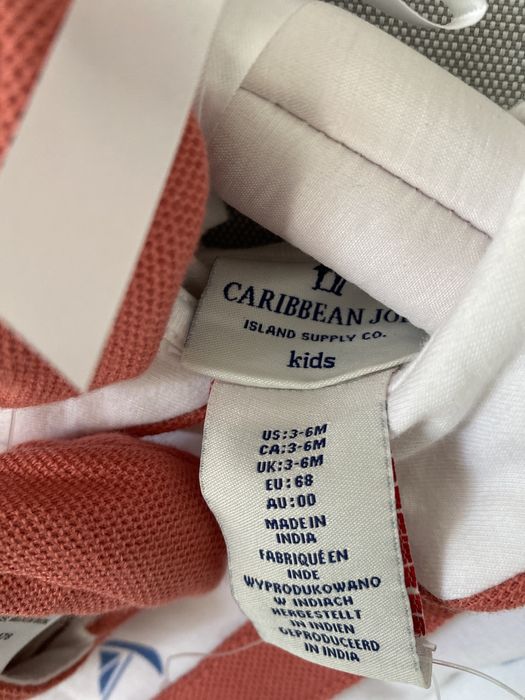 CARIBBEAN
ISLAND SUPPLY CO.
kids
US:3-6M
CA:3-6M
UK:3-6M
EU:68
AU:00
MADE IN
INDIA
FABRIQUÉ EN
INDE
WYPRODUKOWANO
W INDIACH
HERGESTELLT
IN INDIEN
GEPRODUCEERD
IN INDIA